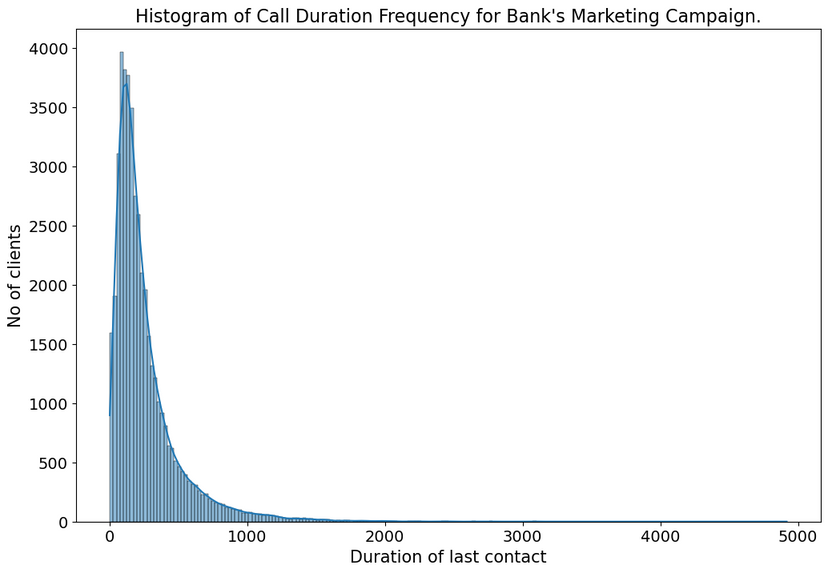 Histogram of Call Duration Frequency for Bank's Marketing Campaign.
4000
3500
3000
2500
2000
1500
1000
500
0
No of clients
0 1000 2000 3000 4000 5000
Duration of last contact